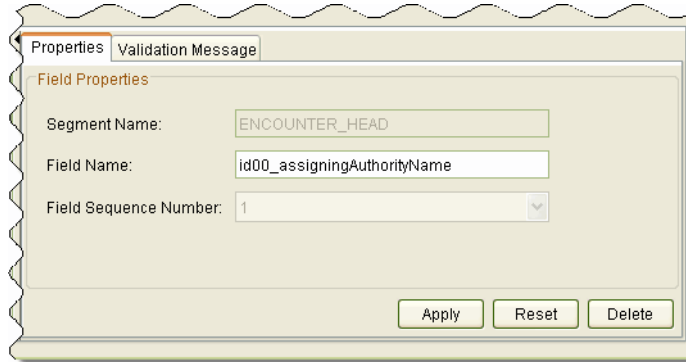 Properties Validation Message
Field Properties
Segment Name: ENCOUNTER_HEAD
Field Name: id00_assigningAuthorityName
Field Sequence Number: 1
Apply Reset Delete